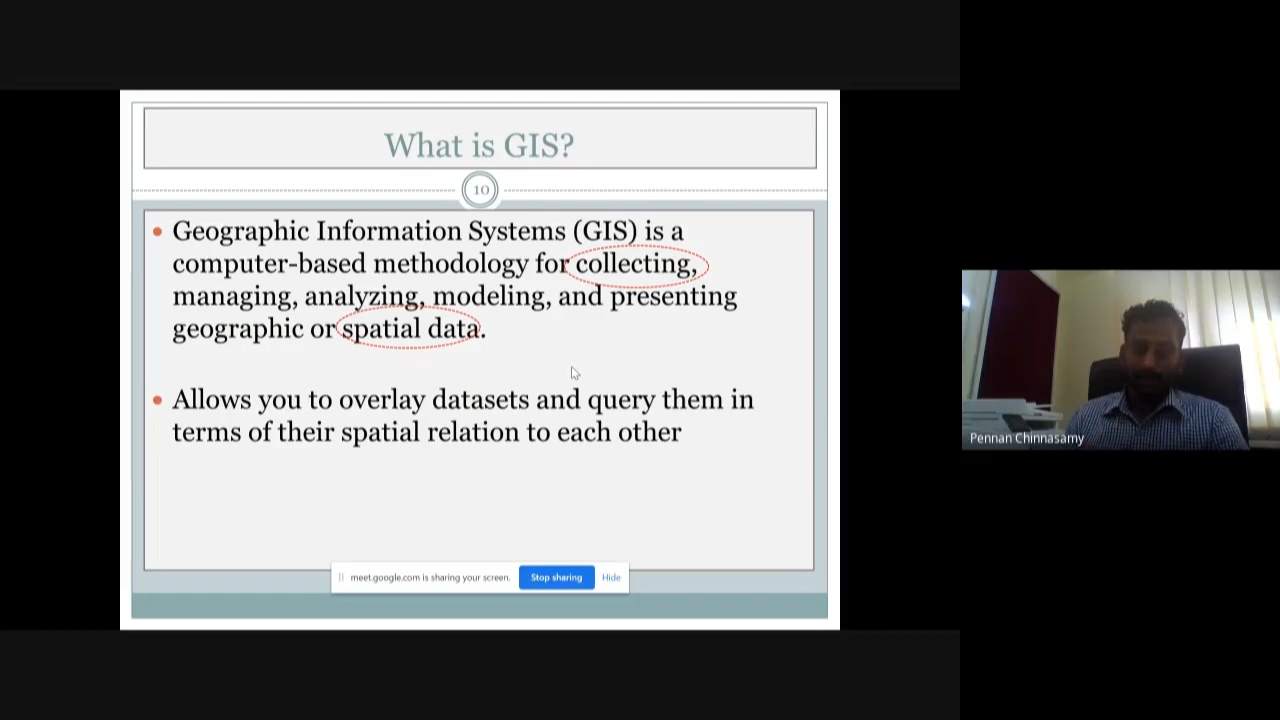 What is GIS?
10
Geographic Information Systems (GIS) is a
computer-based methodology for collecting,
managing, analyzing, modeling, and presenting
geographic or spatial data.
Allows you to overlay datasets and query them in
terms of their spatial relation to each other
meet.google.com is sharing your screen. Stop sharing Hide
Pennan Chinnasamy